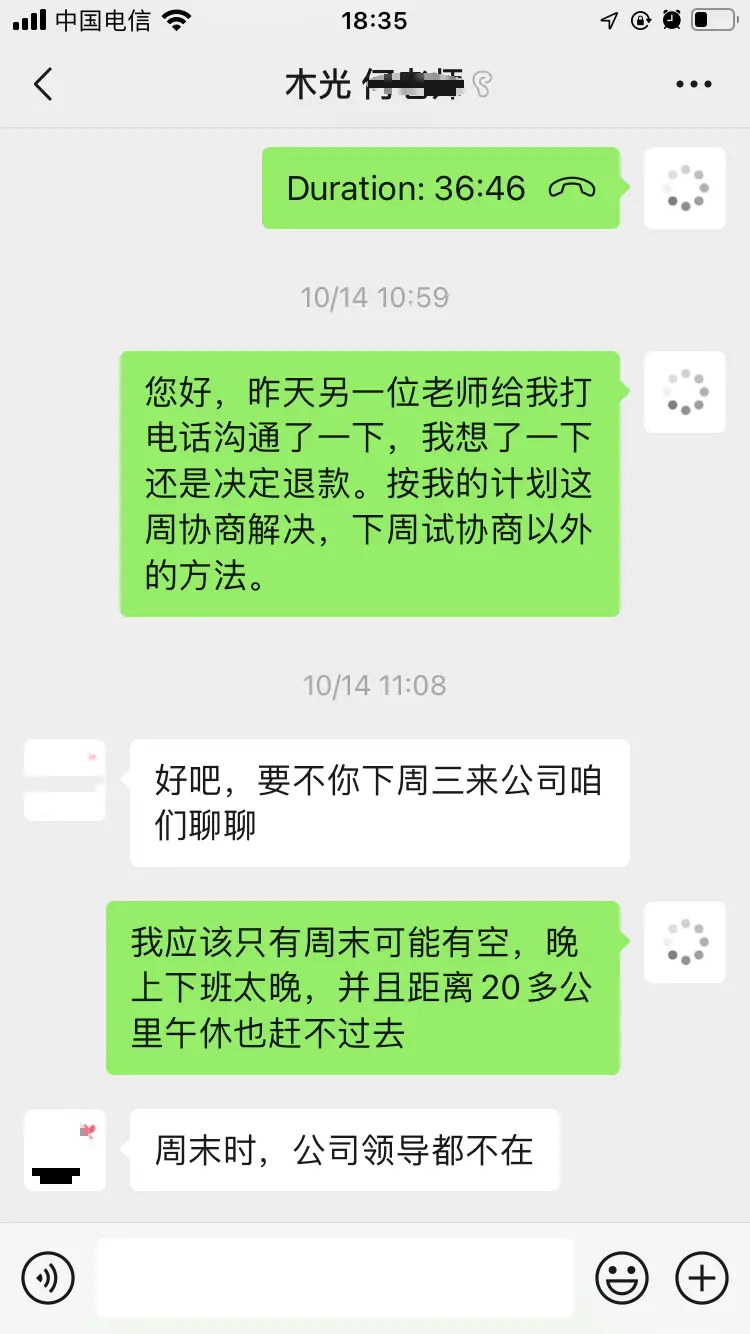 中国电信
18:35
木光
Duration: 36:46
10/14 10:59
您好，昨天另一位老师给我打
电话沟通了一下，我想了一下
还是决定退款。按我的计划这
周协商解决，下周试协商以外
的方法。
10/14 11:08
好吧，要不你下周三来公司咱
们聊聊
我应该只有周末可能有空，晚
上下班太晚，并且距离20多公
里午休也赶不过去
周末时，公司领导都不在